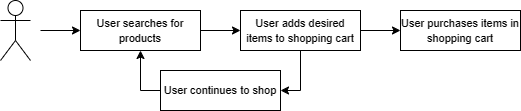 User searches for
products
User adds desired
items to shopping cart
User purchases items in
shopping cart
User continues to shop